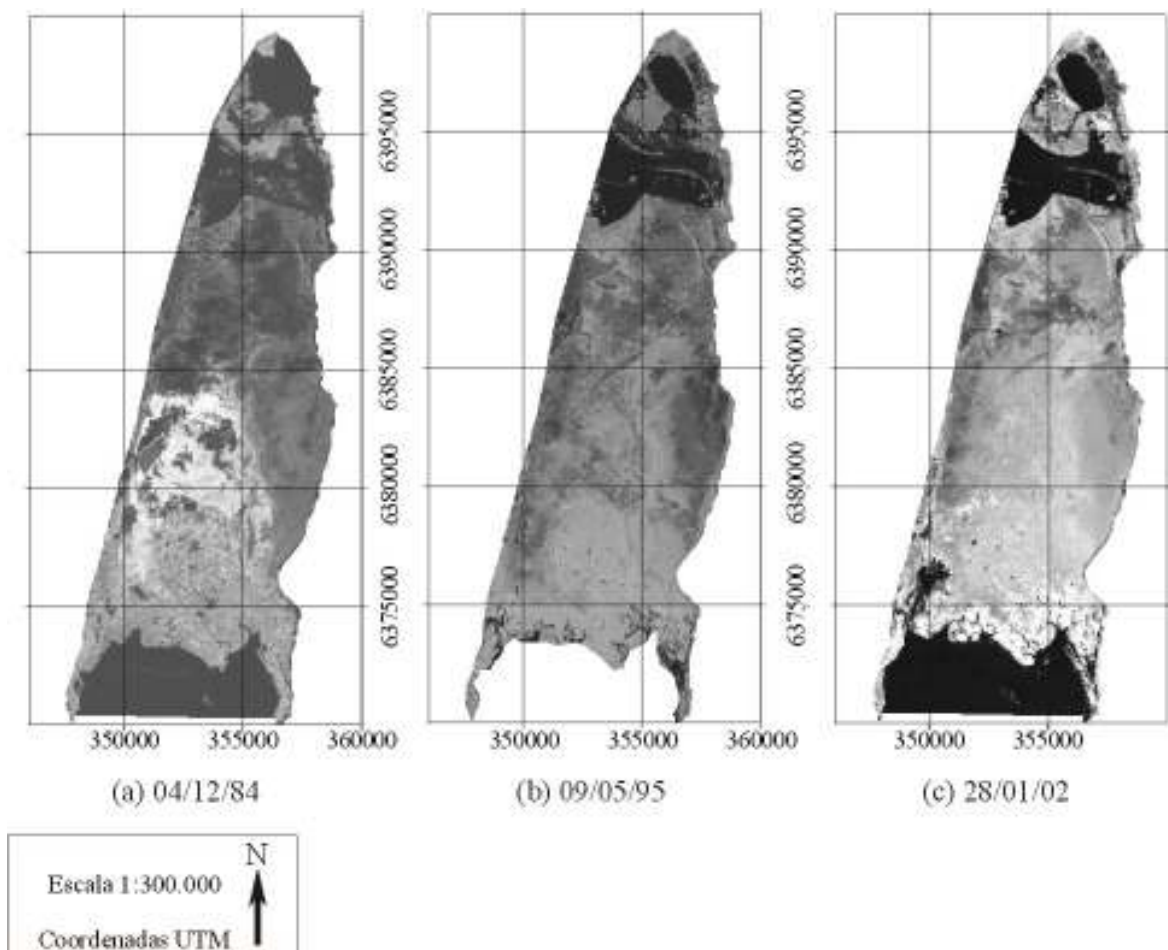 6395000
6390000
6385000
6380000
6375000
6395000
6390000
6385000
6380000
6375000
350000 355000 360000
350000 355000 360000
350000 355000
(a) 04/12/84
(b) 09/05/95
(c) 28/01/02
N
Escala 1:300.000
Coordenadas UTM